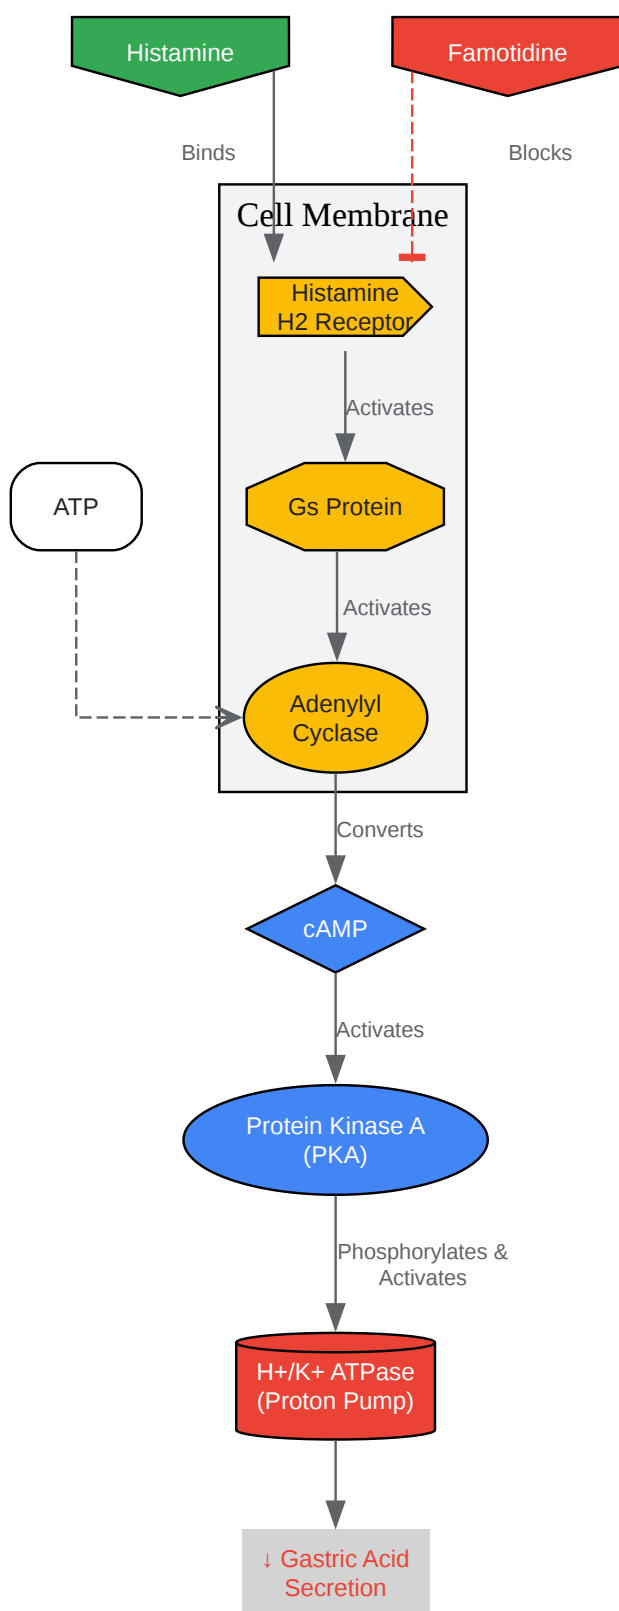 Histamine
Famotidine
Binds
Blocks
Cell Membrane
Histamine
H2 Receptor
Activates
ATP
Gs Protein
Activates
Adenylyl
Cyclase
Converts
cAMP
Activates
Protein Kinase A
(PKA)
Phosphorylates &
Activates
H+/K+ ATPase
(Proton Pump)
↓ Gastric Acid
Secretion